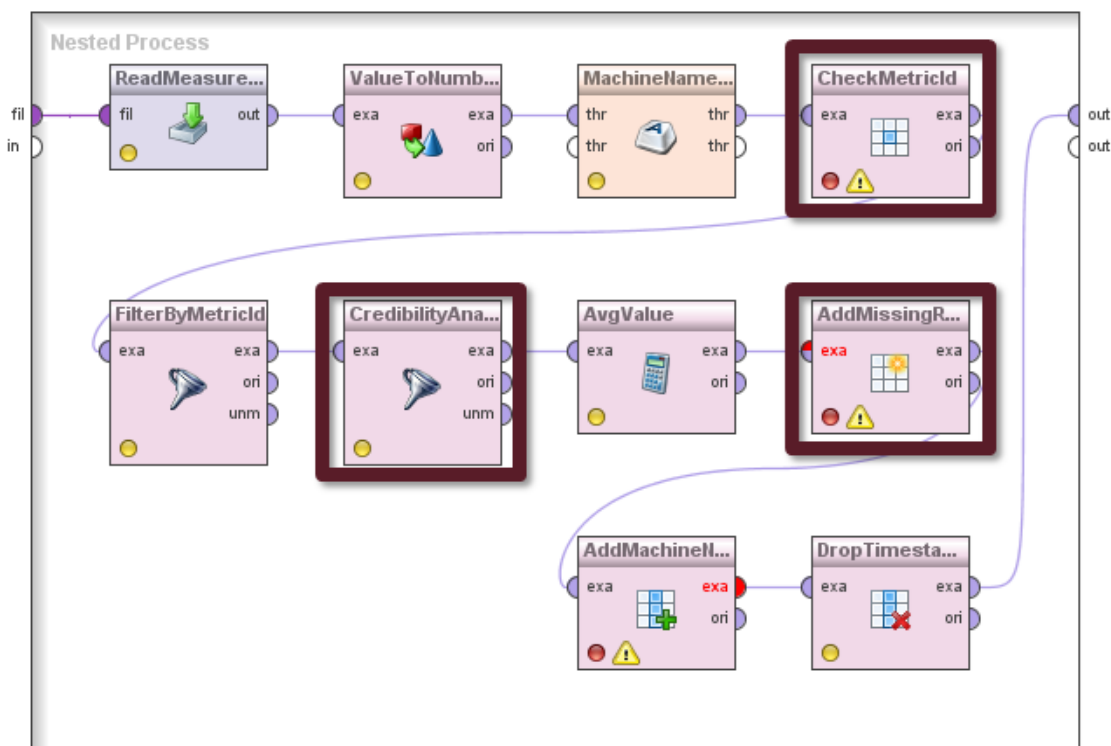 Nested Process
ReadMeasure...
ValueToNumb...
MachineName...
CheckMetricId
fil
fil
out
exa
exa
thr
thr
exa
exa
out
in
ori
thr
thr
ori
out
FilterByMetricId
CredibilityAna...
AvgValue
AddMissingR...
exa
exa
exa
exa
exa
exa
exa
exa
ori
ori
ori
ori
unm
unm
AddMachineN...
DropTimesta...
exa
exa
exa
exa
ori
ori